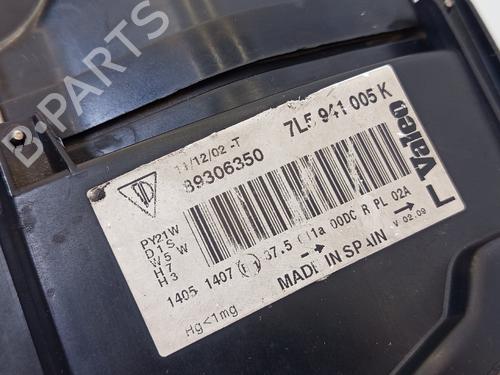 B-PARTS
11/12/02 -T
7L5 941 005 K
89306350
Valeo
PY21W
D1S
W5W
H7
H3
L
1405 1407 37.5 1a 00DC R PL 02A
V 02.09
MADE IN SPAIN
Hg<1mg